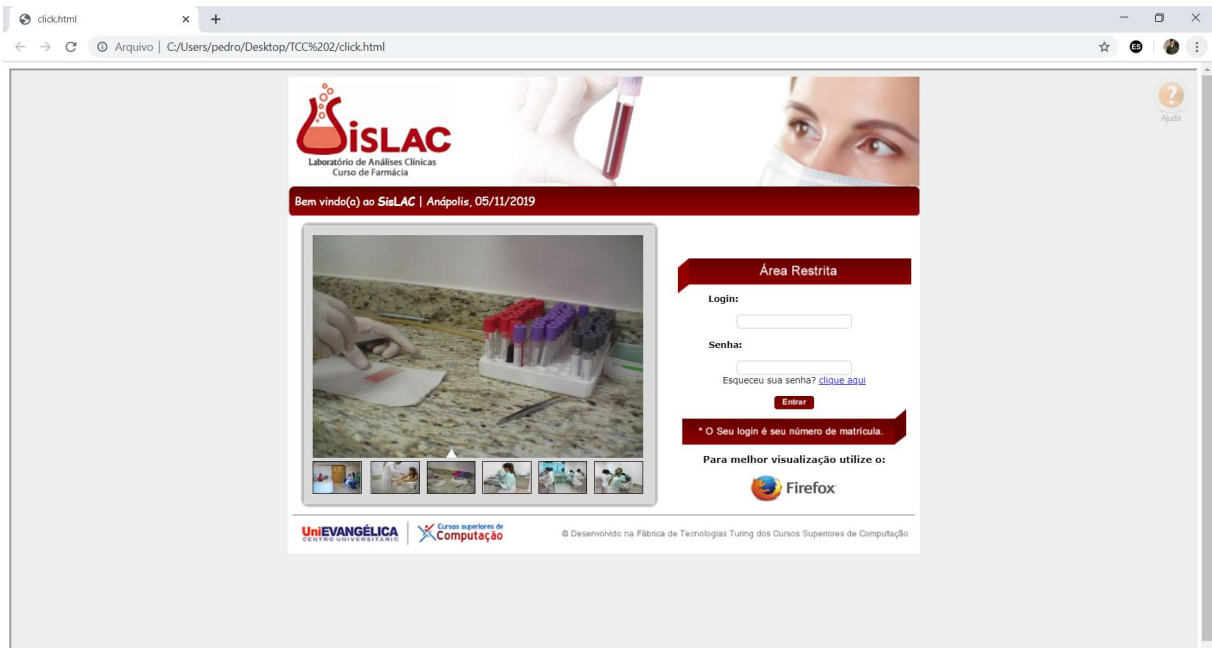 click.html
Arquivo | C:/Users/pedro/Desktop/TCC%202/click.html
ES
Ajuda
SisLAC
Laboratório de Análises Clínicas
Curso de Farmácia
Bem vindo(a) ao SisLAC | Anápolis, 05/11/2019
Área Restrita
Login:
Senha:
Esqueceu sua senha? clique aqui
Entrar
* O Seu login é seu número de matrícula.
Para melhor visualização utilize o:
Firefox
UniEVANGÉLICA
CENTRO UNIVERSITÁRIO
Cursos superiores de
Computação
© Desenvolvido na Fábrica de Tecnologias Turing dos Cursos Superiores de Computação